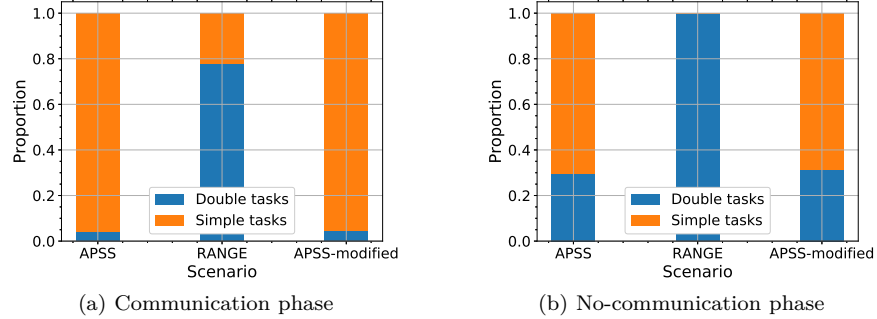 1.0
0.8
0.6
0.4
0.2
0.0
Proportion
Double tasks
Simple tasks
APSS RANGE APSS-modified
Scenario
(a) Communication phase
1.0
0.8
0.6
0.4
0.2
0.0
Proportion
Double tasks
Simple tasks
APSS RANGE APSS-modified
Scenario
(b) No-communication phase